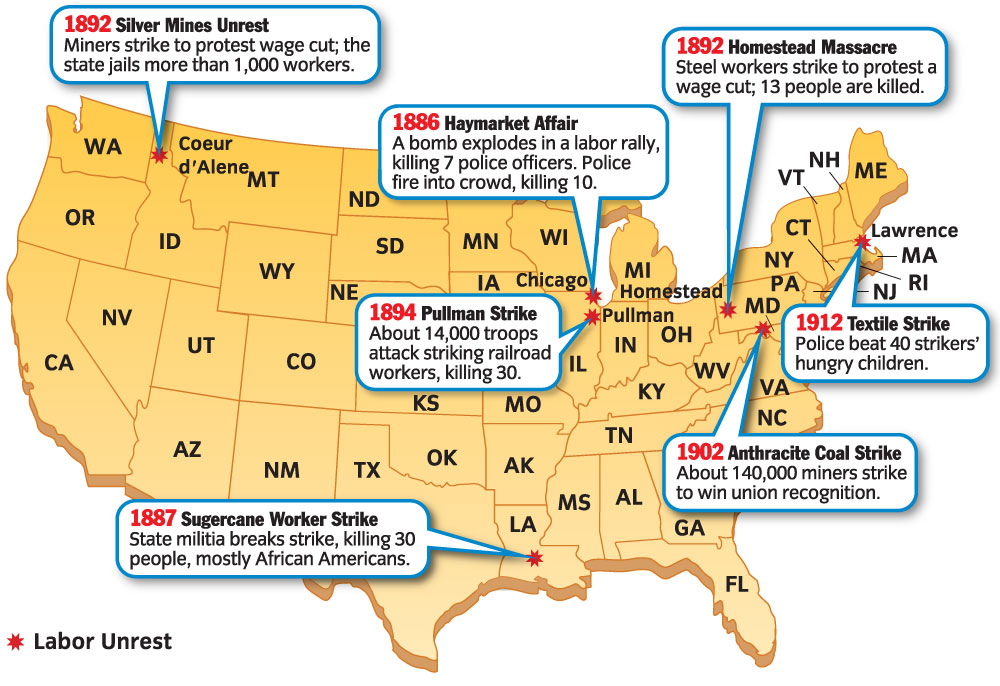 1892 Silver Mines Unrest
Miners strike to protest wage cut; the
state jails more than 1,000 workers.
1892 Homestead Massacre
Steel workers strike to protest a
wage cut; 13 people are killed.
1886 Haymarket Affair
A bomb explodes in a labor rally,
killing 7 police officers. Police
fire into crowd, killing 10.
WA
Coeur
d'Alene
MT
ND
OR
ID
SD
MN
WI
MI
VT
NH
ME
CT
Lawrence
MA
RI
NJ
NY
PA
MD
WY
NE
IA
Chicago
Homestead
Pullman
1894 Pullman Strike
About 14,000 troops
attack striking railroad
workers, killing 30.
1912 Textile Strike
Police beat 40 strikers'
hungry children.
NV
UT
CO
CA
IL
IN
OH
WV
VA
KY
KS
MO
NC
TN
AZ
NM
TX
OK
AK
MS
AL
GA
LA
FL
1902 Anthracite Coal Strike
About 140,000 miners strike
to win union recognition.
1887 Sugercane Worker Strike
State militia breaks strike, killing 30
people, mostly African Americans.
Labor Unrest